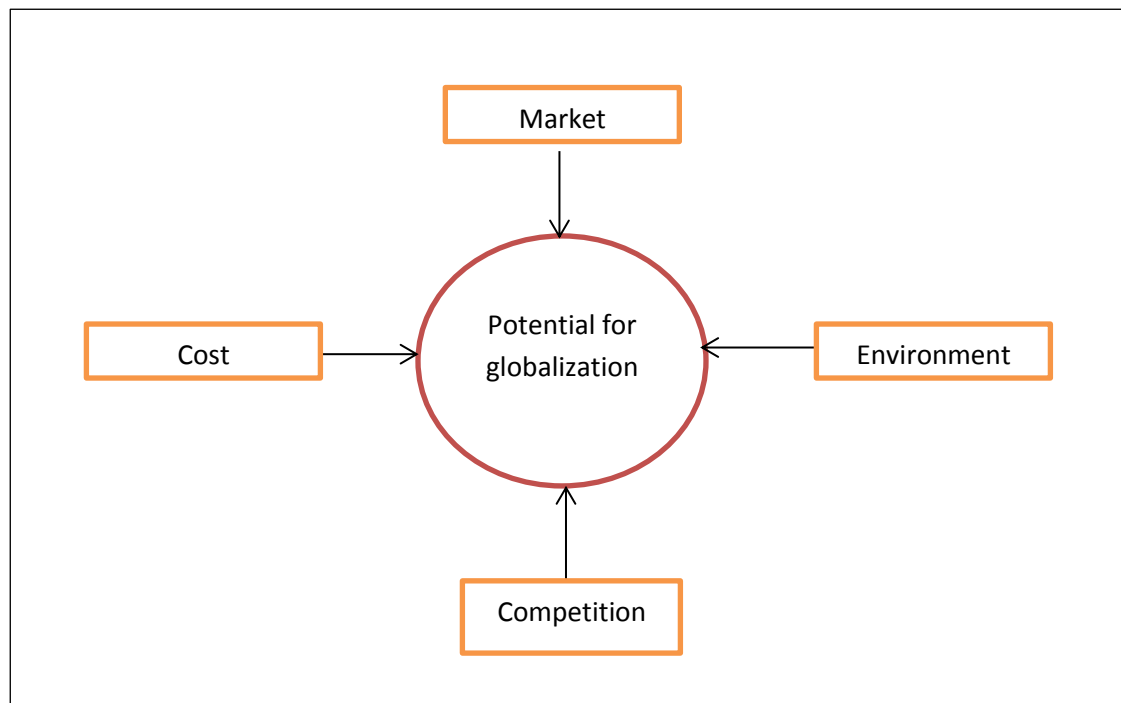 Market
Potential for
globalization
Cost
Environment
Competition